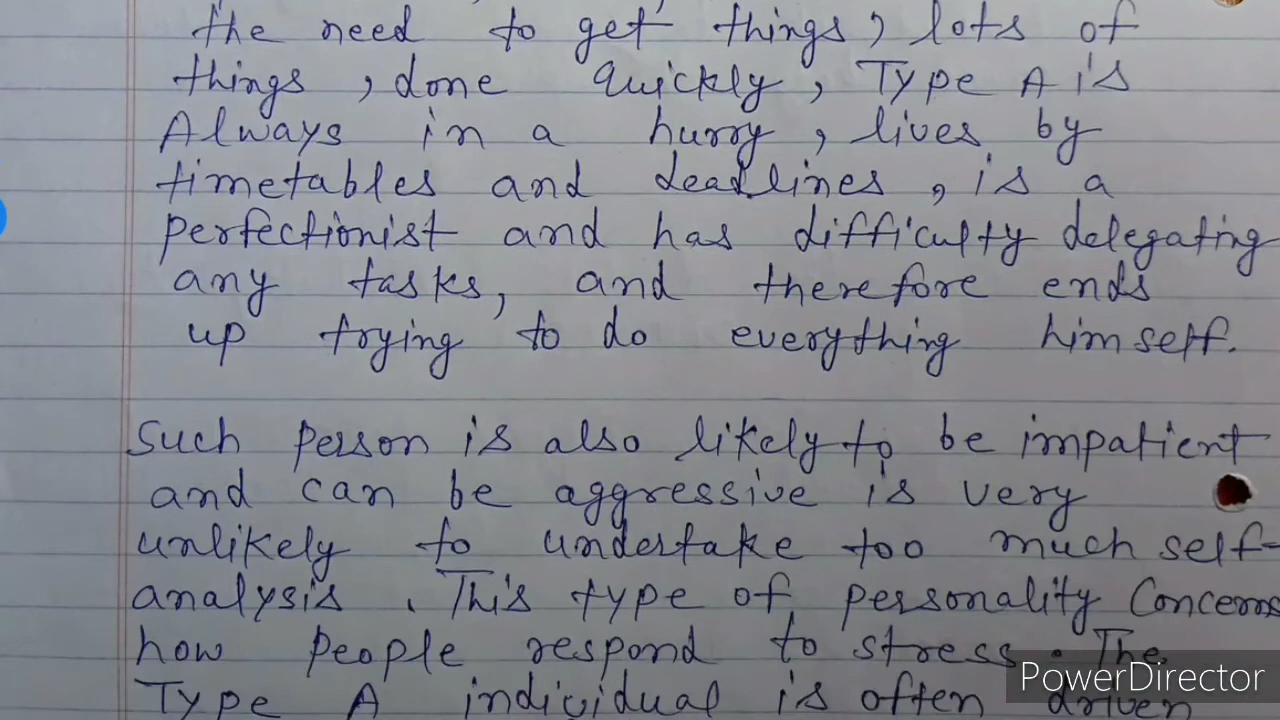 the need to get things, lots of
things, done quickly, Type A is
Always in a hurry, lives by
timetables and deadlines, is a
perfectionist and has difficulty delegating
any tasks, and therefore ends
up trying to do everything himself.
Such person is also likely to be impatient
and can be aggressive is very
unlikely to undertake too much self-
analysis. This type of personality Concerns
how people respond to stress. The
Type A individual is often driven
PowerDirector